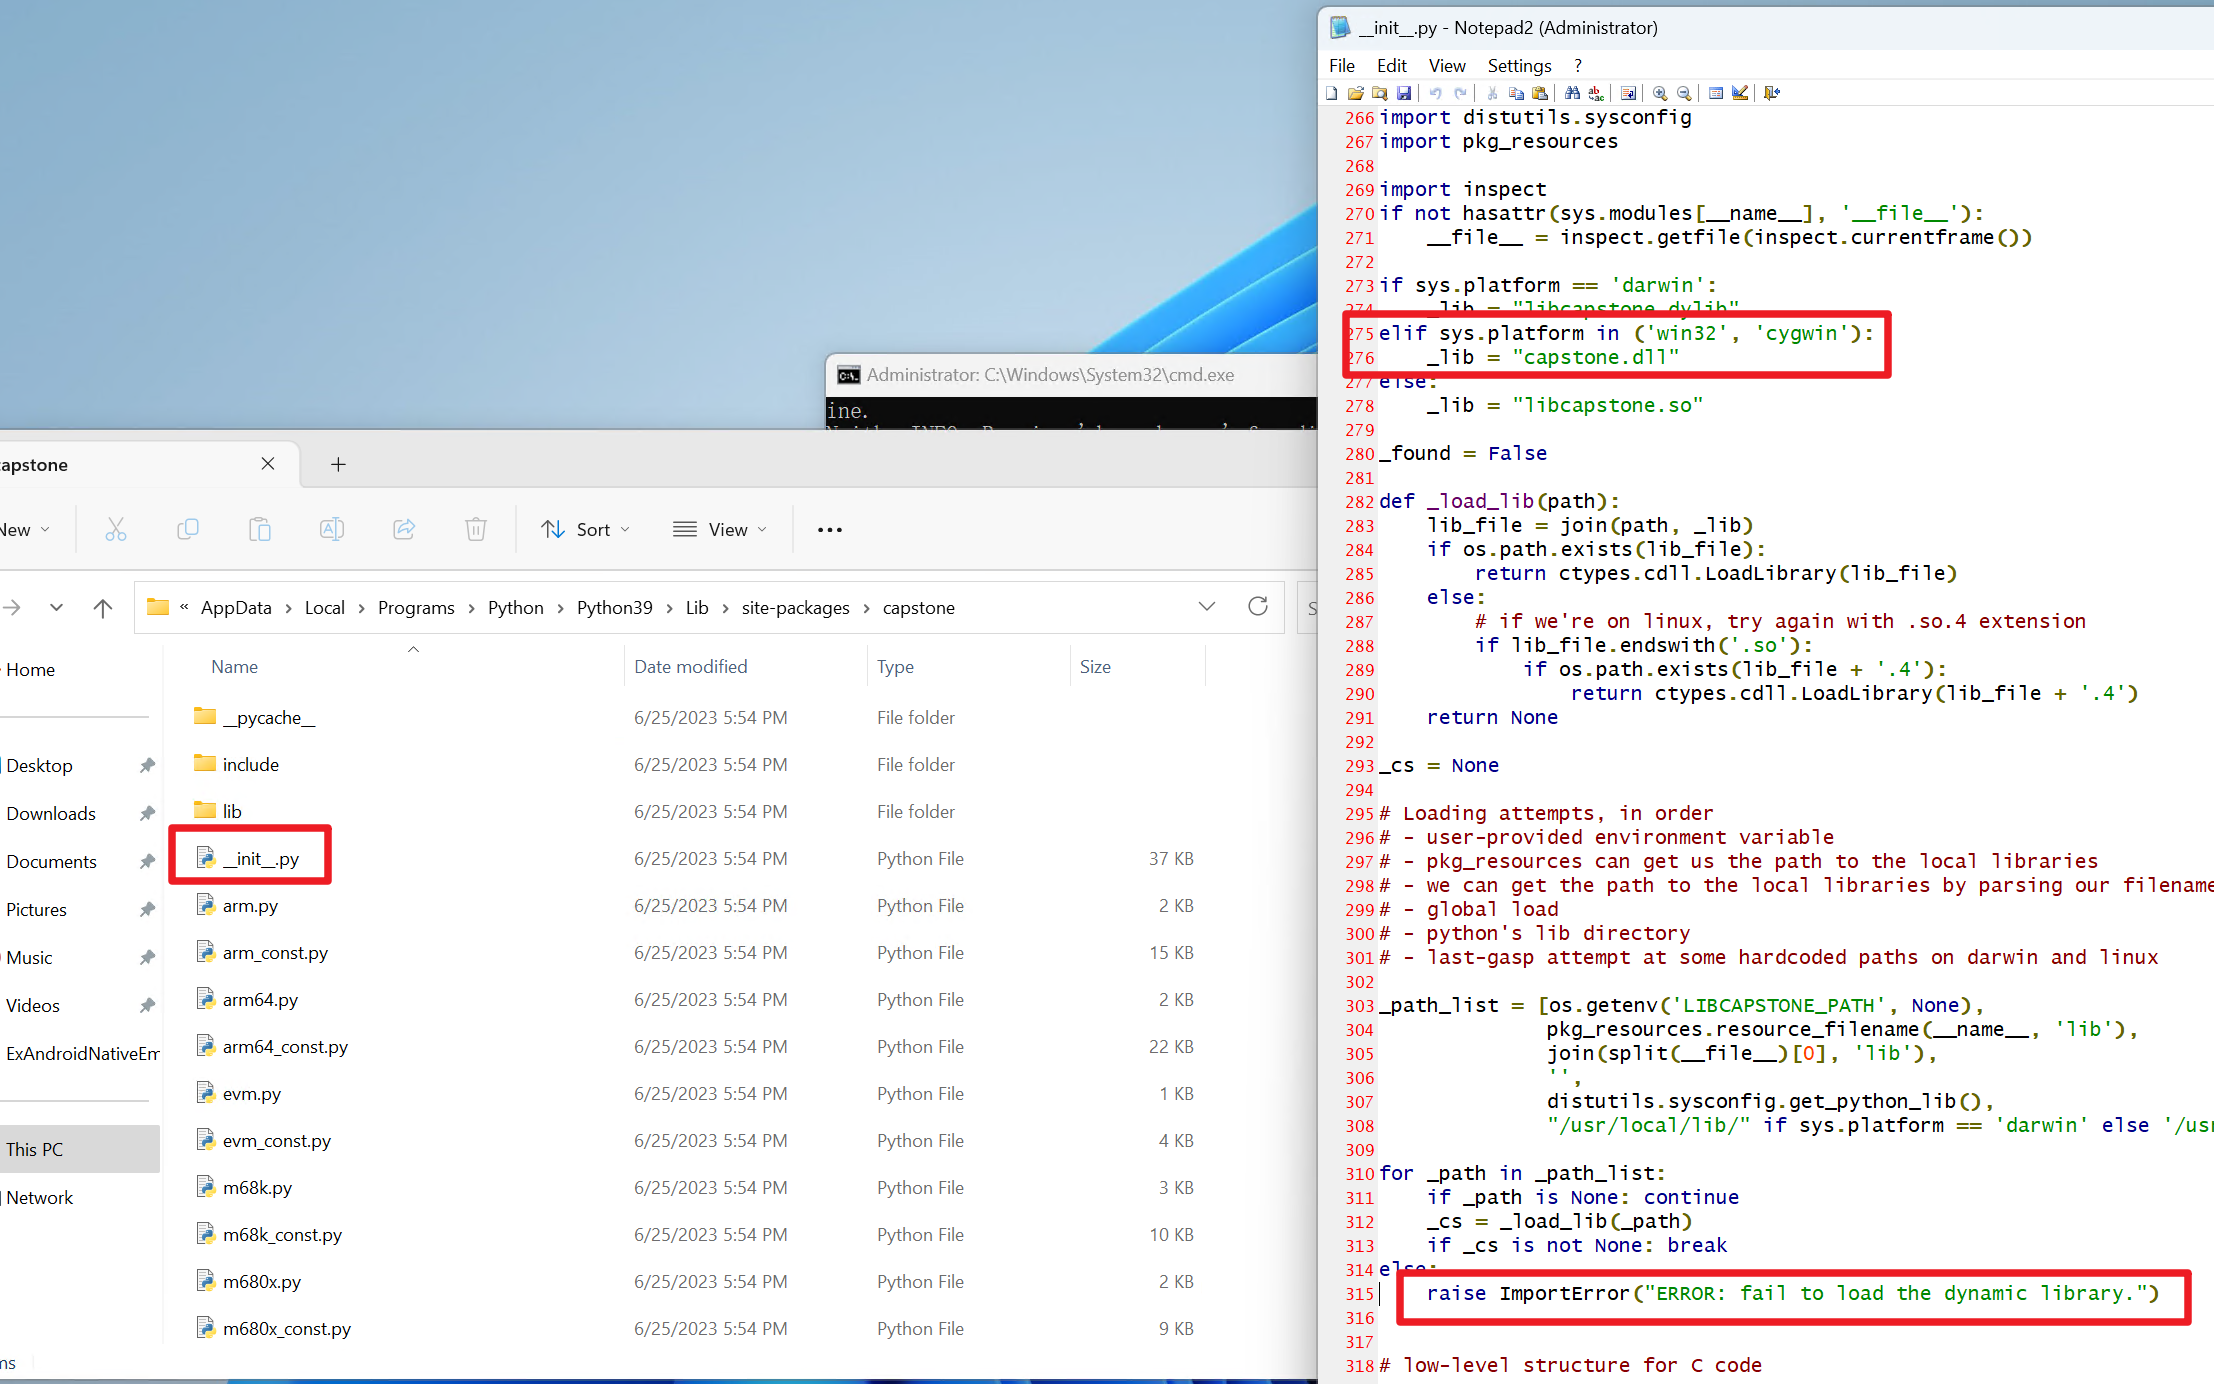 __init__.py - Notepad2 (Administrator)
File Edit View Settings ?
266 import distutils.sysconfig
267 import pkg_resources
268
269 import inspect
270 if not hasattr(sys.modules[__name__], '__file__'):
271 __file__ = inspect.getfile(inspect.currentframe())
272
273 if sys.platform == 'darwin':
274 _lib = "libcapstone.dylib"
275 elif sys.platform in ('win32', 'cygwin'):
276 _lib = "capstone.dll"
277 else:
278 _lib = "libcapstone.so"
279
280 _found = False
281
282 def _load_lib(path):
283 lib_file = join(path, _lib)
284 if os.path.exists(lib_file):
285 return ctypes.cdll.LoadLibrary(lib_file)
286 else:
287 # if we're on linux, try again with .so.4 extension
288 if lib_file.endswith('.so'):
289 if os.path.exists(lib_file + '.4'):
290 return ctypes.cdll.LoadLibrary(lib_file + '.4')
291 return None
292
293 _cs = None
294
295 # Loading attempts, in order
296 # - user-provided environment variable
297 # - pkg_resources can get us the path to the local libraries
298 # - we can get the path to the local libraries by parsing our filename
299 # - global load
300 # - python's lib directory
301 # - last-gasp attempt at some hardcoded paths on darwin and linux
302
303 _path_list = [os.getenv('LIBCAPSTONE_PATH', None),
304 pkg_resources.resource_filename(__name__, 'lib'),
305 join(split(__file__)[0], 'lib'),
306 '',
307 distutils.sysconfig.get_python_lib(),
308 "/usr/local/lib/" if sys.platform == 'darwin' else '/usr
309
310 for _path in _path_list:
311 if _path is None: continue
312 _cs = _load_lib(_path)
313 if _cs is not None: break
314 else:
315 raise ImportError("ERROR: fail to load the dynamic library.")
316
317
318 # low-level structure for C code
Administrator: C:\Windows\System32\cmd.exe
ine.
apstone
New Sort View
« AppData Local Programs Python Python39 Lib site-packages capstone S
Home
Desktop
Downloads
Documents
Pictures
Music
Videos
ExAndroidNativeEm
This PC
Network
ms
Name Date modified Type Size
__pycache__ 6/25/2023 5:54 PM File folder
include 6/25/2023 5:54 PM File folder
lib 6/25/2023 5:54 PM File folder
__init__.py 6/25/2023 5:54 PM Python File 37 KB
arm.py 6/25/2023 5:54 PM Python File 2 KB
arm_const.py 6/25/2023 5:54 PM Python File 15 KB
arm64.py 6/25/2023 5:54 PM Python File 2 KB
arm64_const.py 6/25/2023 5:54 PM Python File 22 KB
evm.py 6/25/2023 5:54 PM Python File 1 KB
evm_const.py 6/25/2023 5:54 PM Python File 4 KB
m68k.py 6/25/2023 5:54 PM Python File 3 KB
m68k_const.py 6/25/2023 5:54 PM Python File 10 KB
m680x.py 6/25/2023 5:54 PM Python File 2 KB
m680x_const.py 6/25/2023 5:54 PM Python File 9 KB